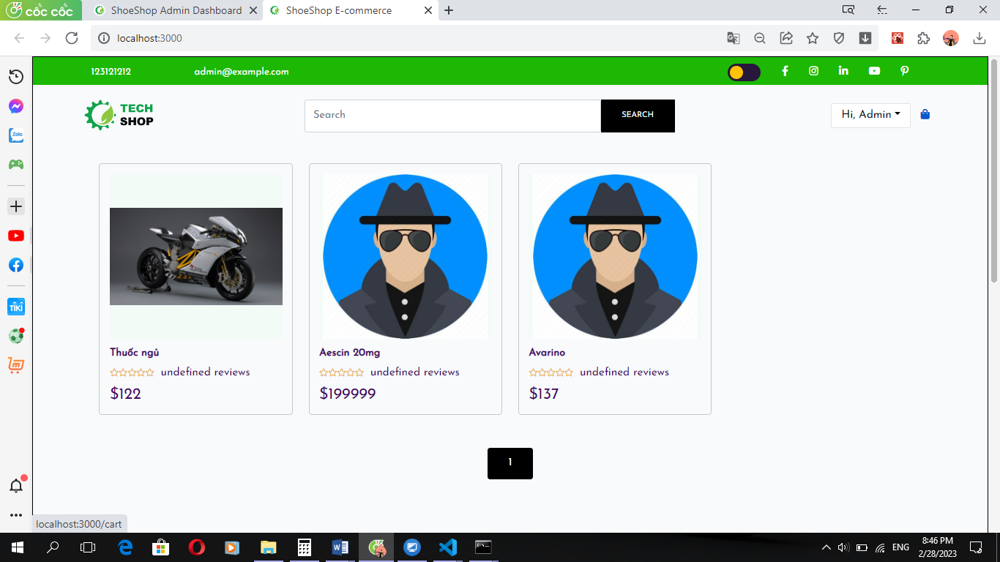 cốc cốc
ShoeShop Admin Dashboard
ShoeShop E-commerce
localhost:3000
123121212
admin@example.com
TECH
SHOP
Search
SEARCH
Hi, Admin
Zalo
TIKI
Thuốc ngủ
undefined reviews
$122
Aescin 20mg
undefined reviews
$199999
Avarino
undefined reviews
$137
1
localhost:3000/cart
ENG
8:46 PM
2/28/2023